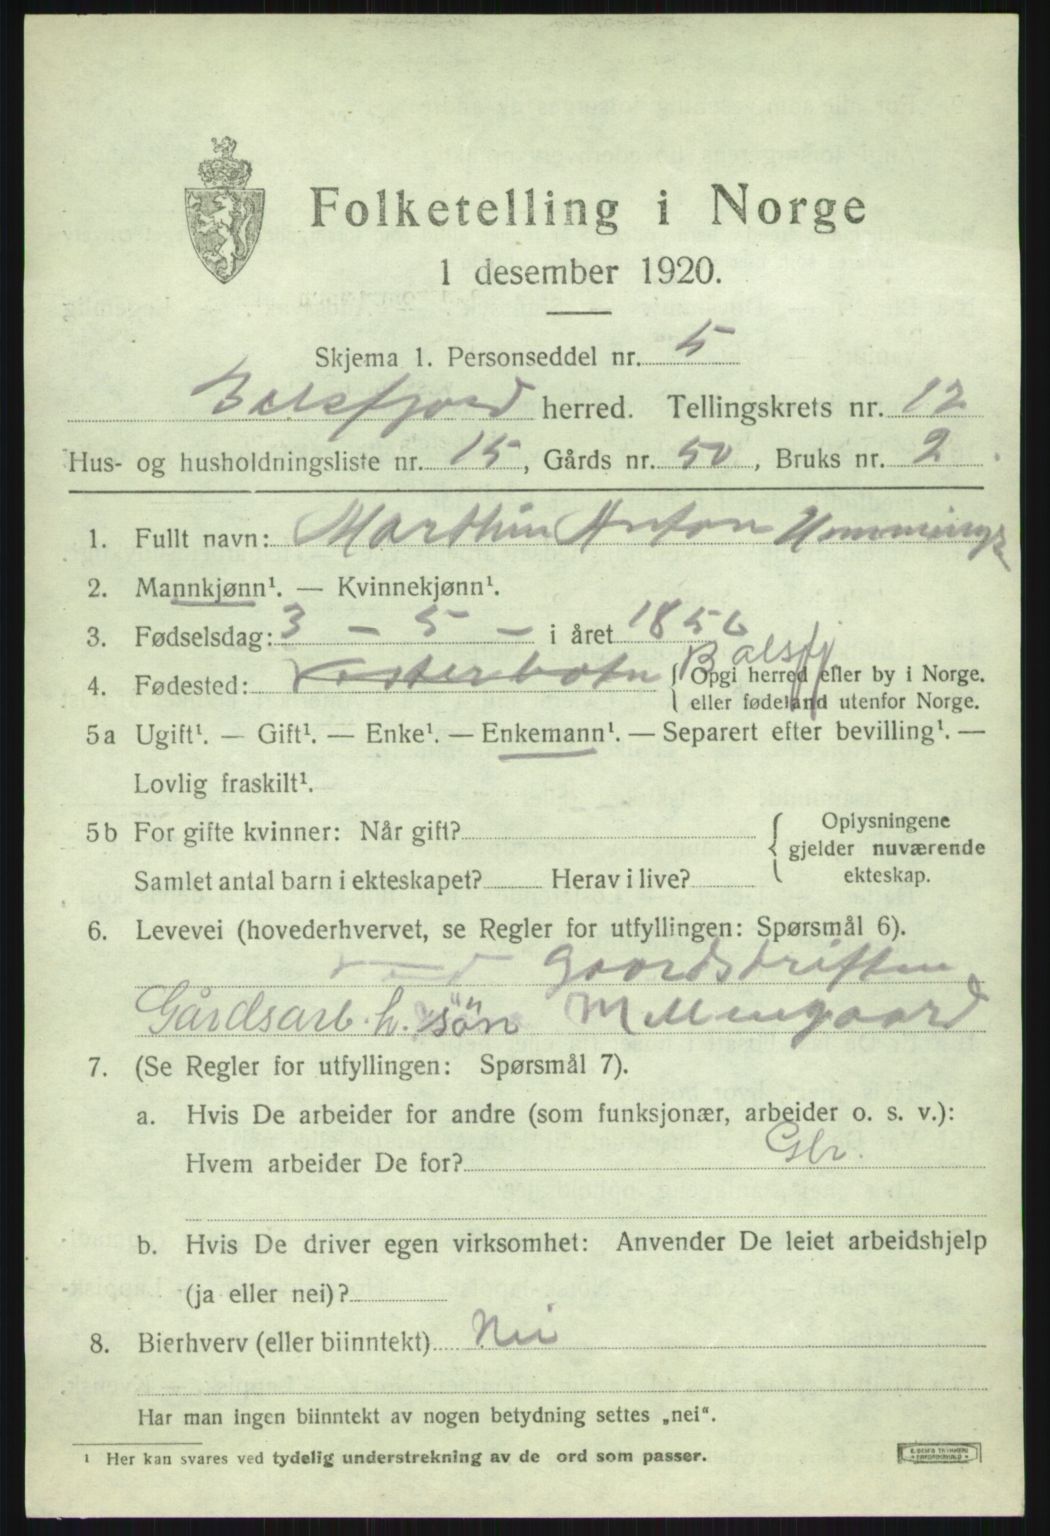 Folketelling i Norge
1 desember 1920.
Skjema 1. Personseddel nr. 5
Balsfjord herred. Tellingskrets nr. 12
Hus- og husholdningsliste nr. 15, Gårds nr. 50, Bruks nr. 2.
1. Fullt navn: Marthin Anton
2. Mannkjønn¹. — Kvinnekjønn¹.
3. Fødselsdag: 3 — 5 — i året 1856
4. Fødested: Vesterbotn Balsfj { Opgi herred eller by i Norge.
eller fødeland utenfor Norge.
5a Ugift¹. — Gift¹. — Enke¹. — Enkemann¹. — Separert efter bevilling¹. —
Lovlig fraskilt¹.
5b For gifte kvinner: Når gift? { Oplysningene
gjelder nuværende
Samlet antal barn i ekteskapet? Herav i live? ekteskap.
6. Levevei (hovederhvervet, se Regler for utfyllingen: Spørsmål 6).
ved Gaardsdriften
Gårdsarb. h. sön
7. (Se Regler for utfyllingen: Spørsmål 7).
a. Hvis De arbeider for andre (som funksjonær, arbeider o. s. v.):
Hvem arbeider De for? Gbr.
b. Hvis De driver egen virksomhet: Anvender De leiet arbeidshjelp
(ja eller nei)?
8. Bierhverv (eller biinntekt) Nei
Har man ingen biinntekt av nogen betydning settes „nei“.
¹ Her kan svares ved tydelig understrekning av de ord som passer.